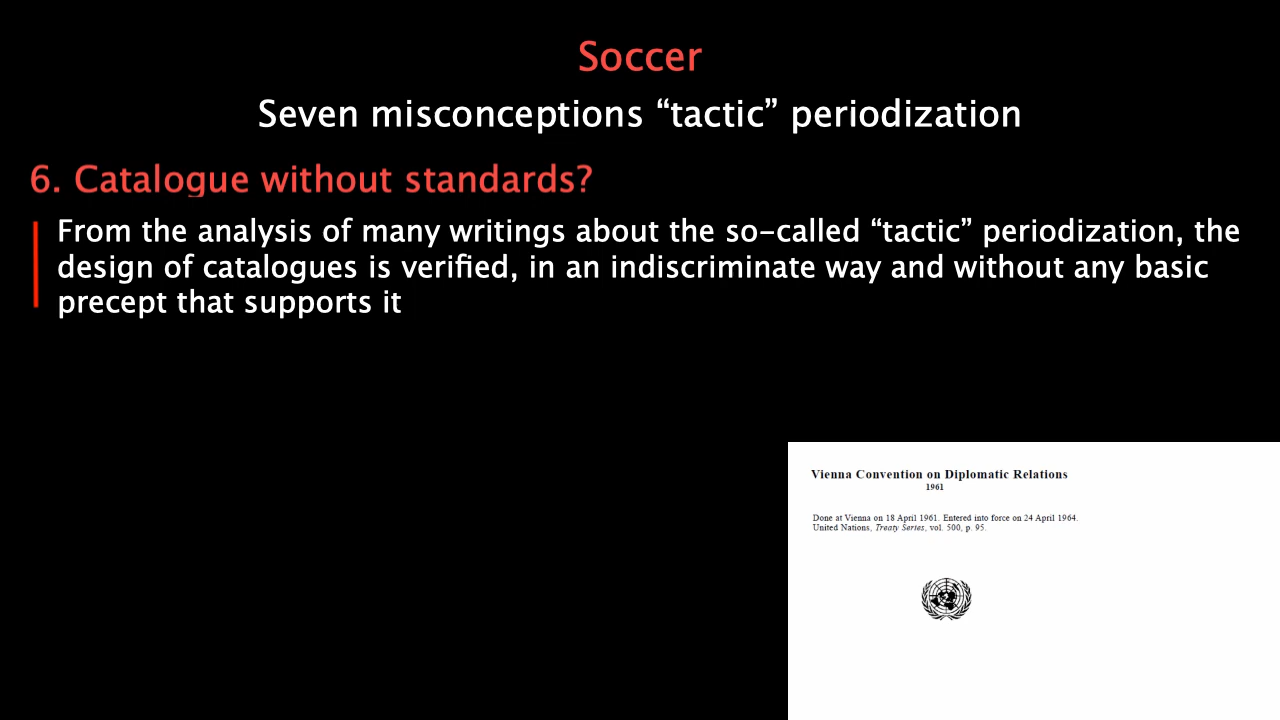 Soccer
Seven misconceptions “tactic” periodization
6. Catalogue without standards?
From the analysis of many writings about the so-called “tactic” periodization, the
design of catalogues is verified, in an indiscriminate way and without any basic
precept that supports it
Vienna Convention on Diplomatic Relations
1961
Done at Vienna on 18 April 1961. Entered into force on 24 April 1964.
United Nations, Treaty Series, vol. 500, p. 95.